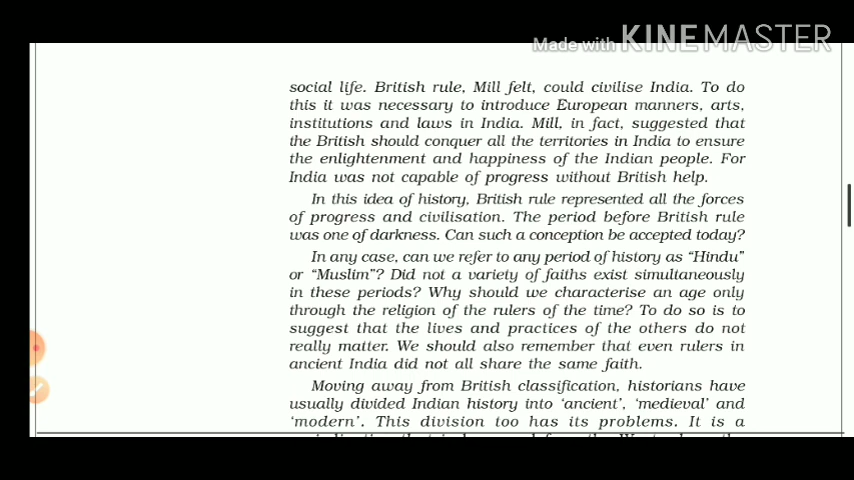 Made with KINEMASTER
social life. British rule, Mill felt, could civilise India. To do
this it was necessary to introduce European manners, arts,
institutions and laws in India. Mill, in fact, suggested that
the British should conquer all the territories in India to ensure
the enlightenment and happiness of the Indian people. For
India was not capable of progress without British help.
In this idea of history, British rule represented all the forces
of progress and civilisation. The period before British rule
was one of darkness. Can such a conception be accepted today?
In any case, can we refer to any period of history as “Hindu”
or “Muslim”? Did not a variety of faiths exist simultaneously
in these periods? Why should we characterise an age only
through the religion of the rulers of the time? To do so is to
suggest that the lives and practices of the others do not
really matter. We should also remember that even rulers in
ancient India did not all share the same faith.
Moving away from British classification, historians have
usually divided Indian history into ‘ancient’, ‘medieval’ and
‘modern’. This division too has its problems. It is a